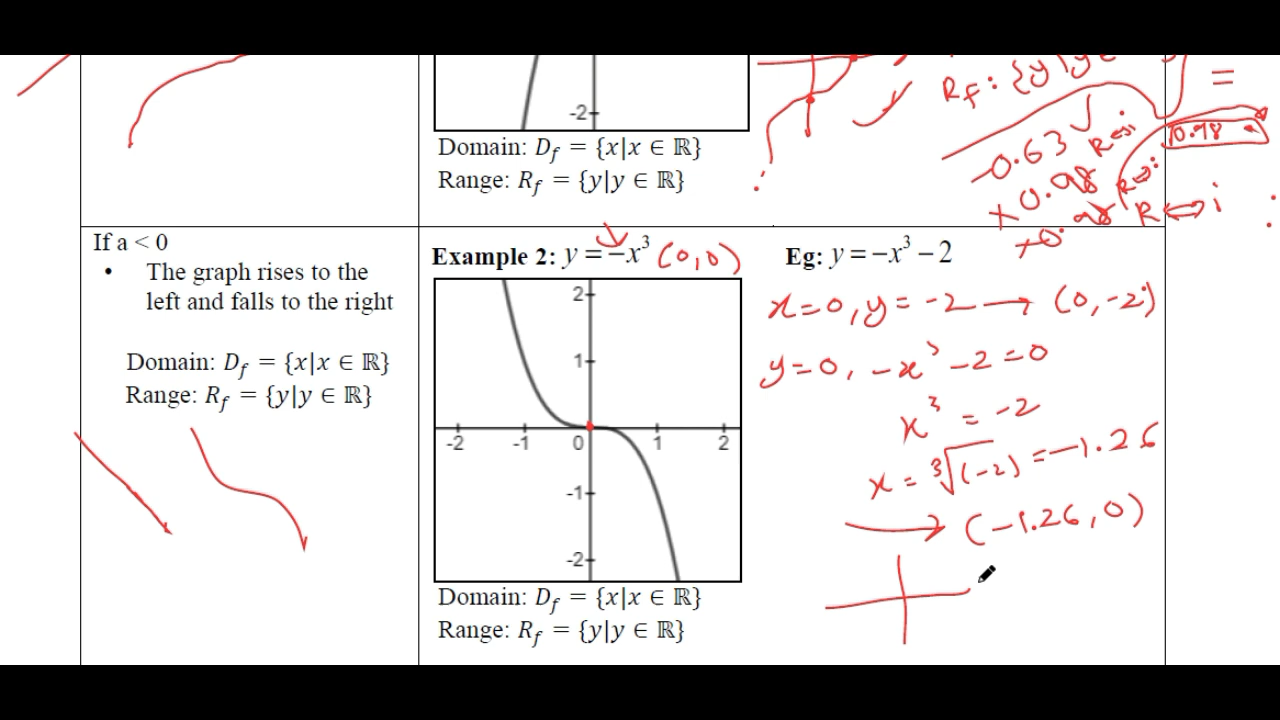 -2
Domain: D_f = {x|x ∈ ℝ}
Range: R_f = {y|y ∈ ℝ}
R_f : {y|y ∈
=
-0.63
R⇔i
0.98
+0.98 R⇔i
R⇔i
+0.
If a < 0
• The graph rises to the
left and falls to the right
Domain: D_f = {x|x ∈ ℝ}
Range: R_f = {y|y ∈ ℝ}
Example 2: y = −x³ (0,0)
2
1
-2 -1 0 1 2
-1
-2
Domain: D_f = {x|x ∈ ℝ}
Range: R_f = {y|y ∈ ℝ}
Eg: y = −x³ − 2
x=0, y = -2 → (0,-2)
y=0, -x³ -2 =0
x³ = -2
x = ³√(-2) = -1.26
→ (-1.26, 0)